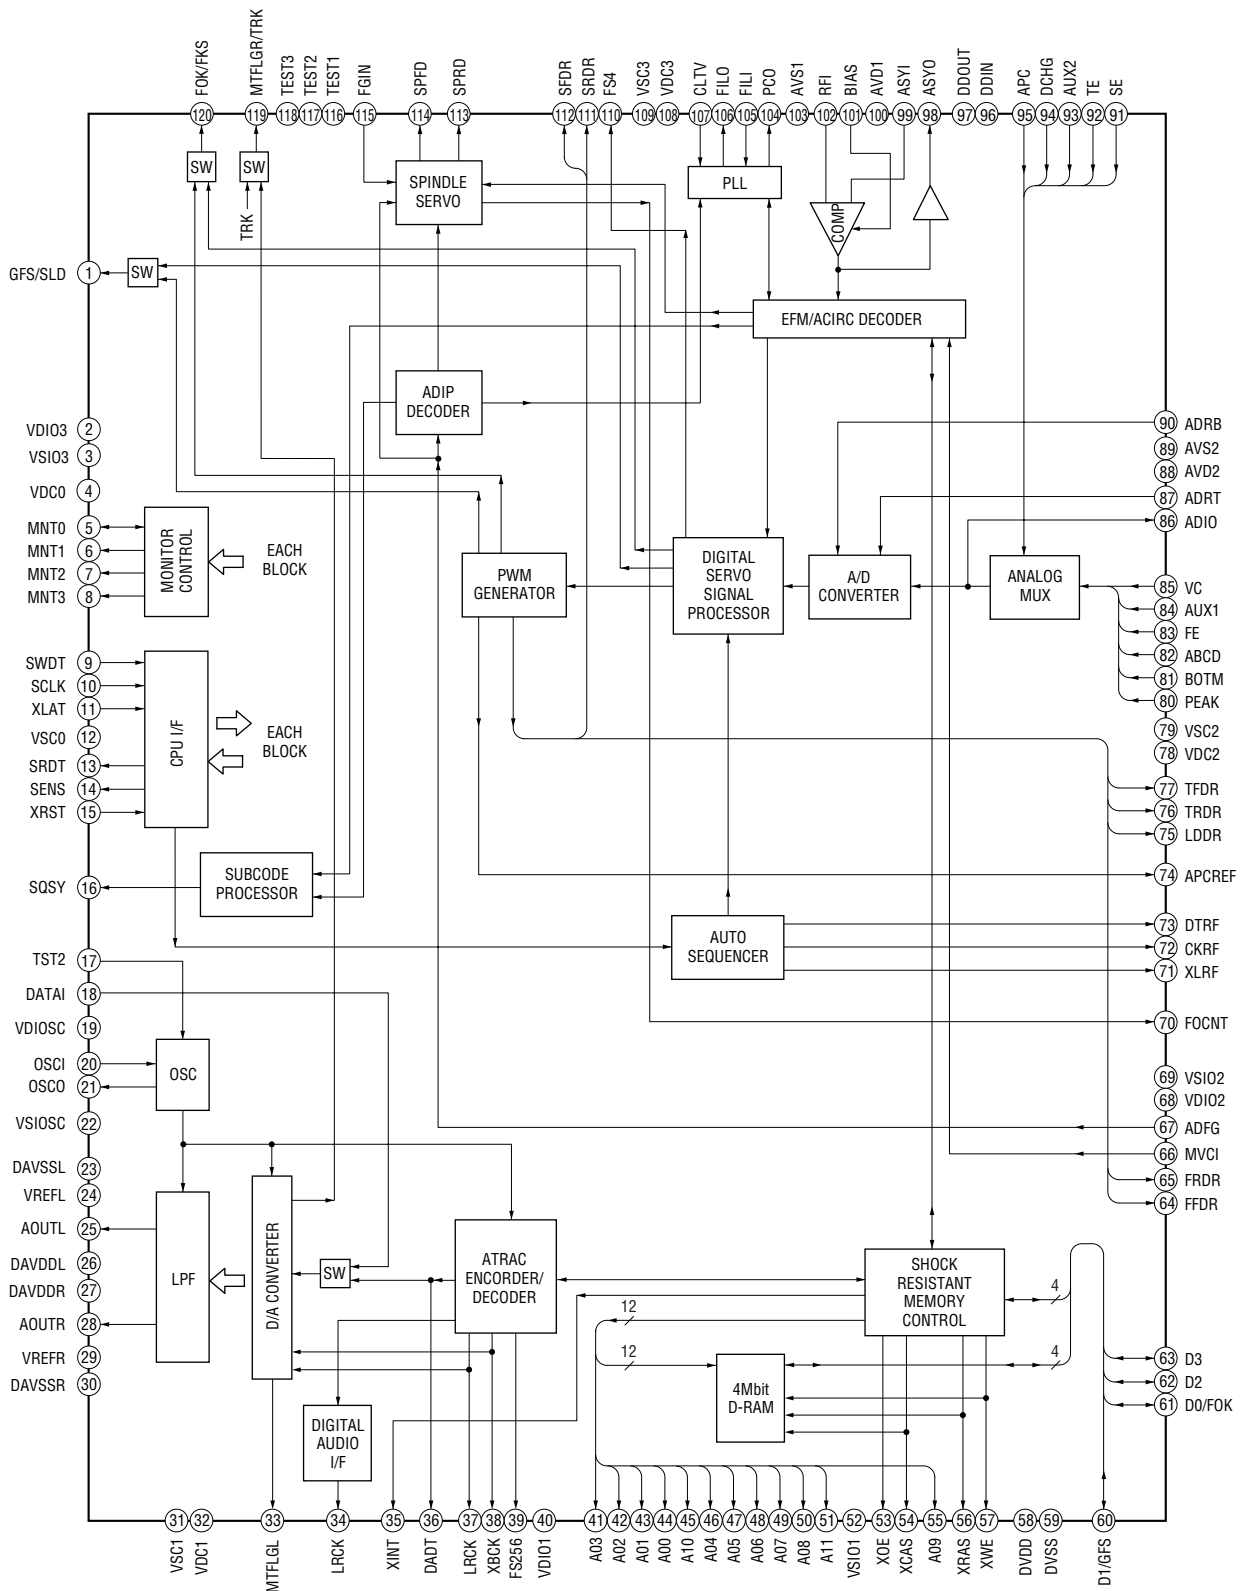 FOK/FKS
MTFLGR/TRK
TEST3
TEST2
TEST1
FGIN
SPFD
SPRD
SFDR
SRDR
FS4
VSC3
VDC3
CLTV
FILO
FILI
PCO
AVS1
RFI
BIAS
AVD1
ASYI
ASYO
DDOUT
DDIN
APC
DCHG
AUX2
TE
SE
120
119
118
117
116
115
114
113
112
111
110
109
108
107
106
105
104
103
102
101
100
99
98
97
96
95
94
93
92
91
SW
SW
TRK
SPINDLE
SERVO
PLL
COMP
GFS/SLD
1
SW
EFM/ACIRC DECODER
ADIP
DECODER
VDIO3
2
VSIO3
3
VDC0
4
MNT0
5
MNT1
6
MNT2
7
MNT3
8
MONITOR
CONTROL
EACH
BLOCK
PWM
GENERATOR
DIGITAL
SERVO
SIGNAL
PROCESSOR
A/D
CONVERTER
ANALOG
MUX
90 ADRB
89 AVS2
88 AVD2
87 ADRT
86 ADIO
85 VC
84 AUX1
83 FE
82 ABCD
81 BOTM
80 PEAK
79 VSC2
78 VDC2
77 TFDR
76 TRDR
75 LDDR
74 APCREF
73 DTRF
72 CKRF
71 XLRF
70 FOCNT
69 VSIO2
68 VDIO2
67 ADFG
66 MVCI
65 FRDR
64 FFDR
63 D3
62 D2
61 D0/FOK
SWDT
9
SCLK
10
XLAT
11
VSC0
12
SRDT
13
SENS
14
XRST
15
CPU I/F
EACH
BLOCK
SQSY
16
SUBCODE
PROCESSOR
AUTO
SEQUENCER
TST2
17
DATAI
18
VDIOSC
19
OSCI
20
OSCO
21
VSIOSC
22
OSC
DAVSSL
23
VREFL
24
AOUTL
25
DAVDDL
26
DAVDDR
27
AOUTR
28
VREFR
29
DAVSSR
30
LPF
D/A CONVERTER
SW
ATRAC
ENCORDER/
DECODER
SHOCK
RESISTANT
MEMORY
CONTROL
4
12
12
4
4Mbit
D-RAM
DIGITAL
AUDIO
I/F
31
32
33
34
35
36
37
38
39
40
41
42
43
44
45
46
47
48
49
50
51
52
53
54
55
56
57
58
59
60
VSC1
VDC1
MTFLGL
LRCK
XINT
DADT
LRCK
XBCK
FS256
VDIO1
A03
A02
A01
A00
A10
A04
A05
A06
A07
A08
A11
VSIO1
XOE
XCAS
A09
XRAS
XWE
DVDD
DVSS
D1/GFS